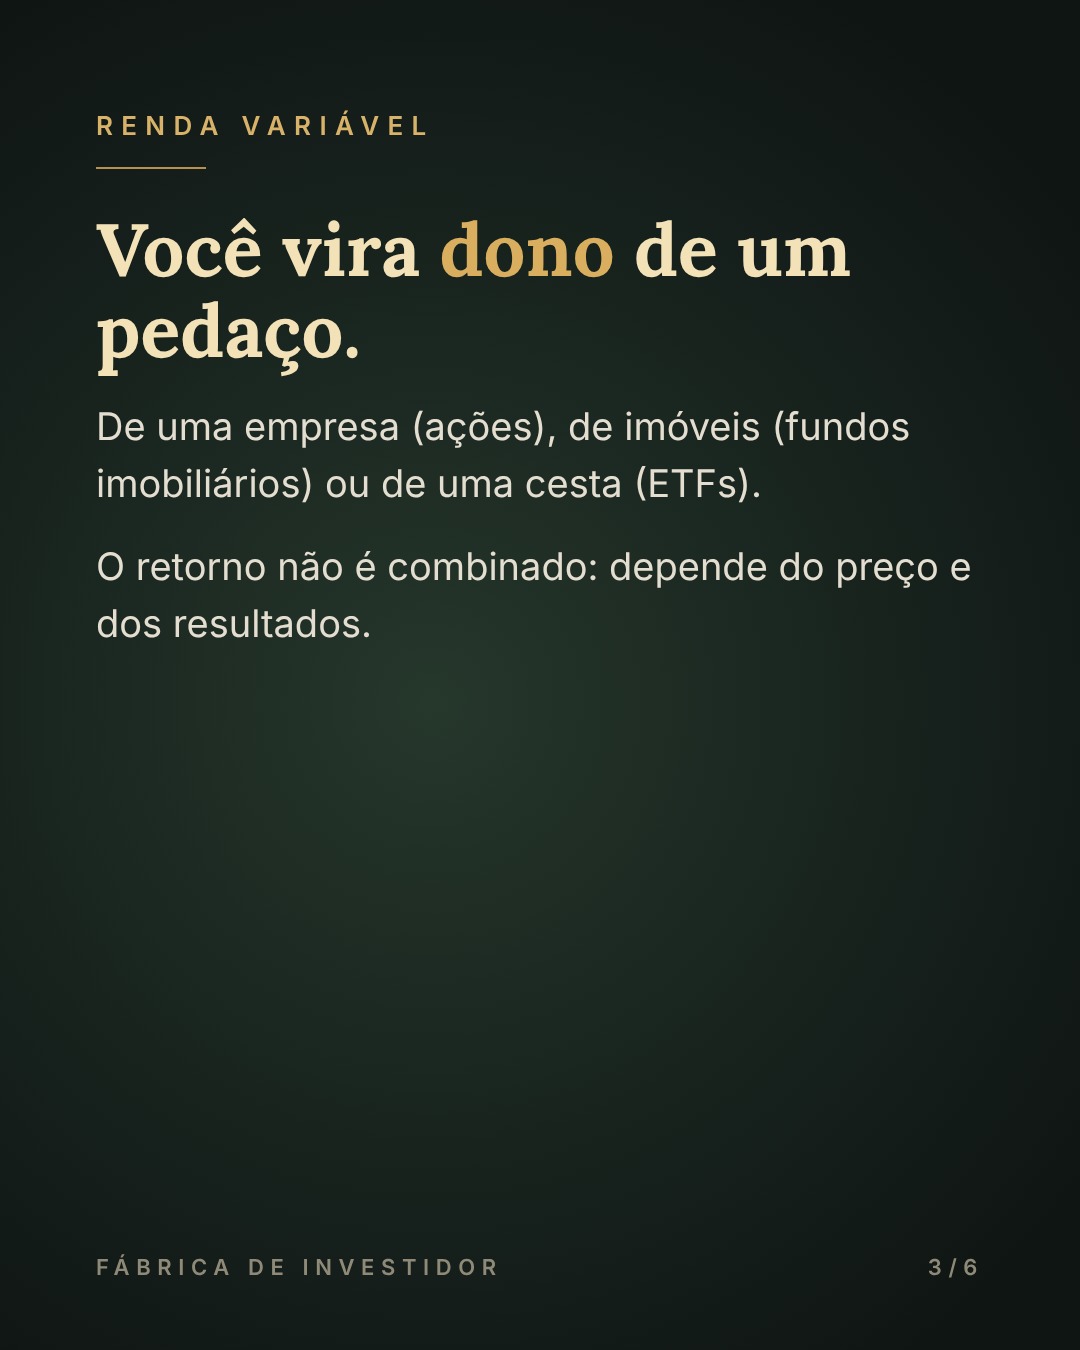 RENDA VARIÁVEL
Você vira dono de um
pedaço.
De uma empresa (ações), de imóveis (fundos
imobiliários) ou de uma cesta (ETFs).
O retorno não é combinado: depende do preço e
dos resultados.
FÁBRICA DE INVESTIDOR
3/6